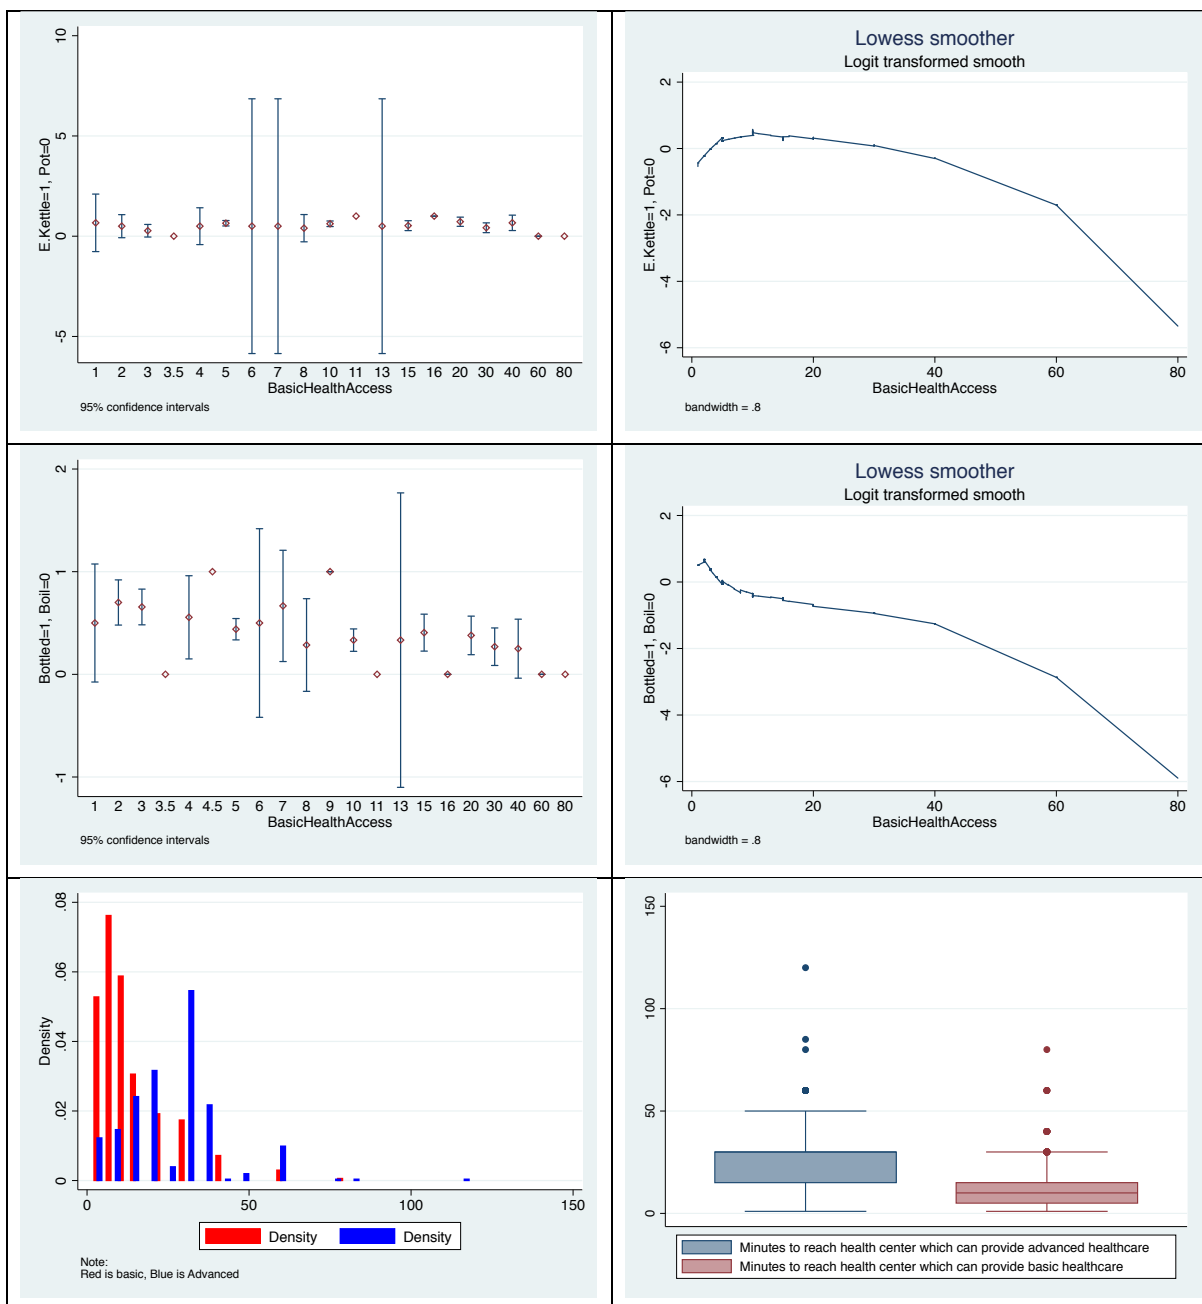 10
5
0
-5
E.Kettle=1, Pot=0
1 2 3 3.5 4 5 6 7 8 10 11 13 15 16 20 30 40 60 80
BasicHealthAccess
95% confidence intervals
Lowess smoother
Logit transformed smooth
2
0
-2
-4
-6
E.Kettle=1, Pot=0
0 20 40 60 80
BasicHealthAccess
bandwidth = .8
2
1
0
-1
Bottled=1, Boil=0
1 2 3 3.5 4 4.5 5 6 7 8 9 10 11 13 15 16 20 30 40 60 80
BasicHealthAccess
95% confidence intervals
Lowess smoother
Logit transformed smooth
2
0
-2
-4
-6
Bottled=1, Boil=0
0 20 40 60 80
BasicHealthAccess
bandwidth = .8
.08
.06
.04
.02
0
Density
0 50 100 150
Density Density
Note:
Red is basic, Blue is Advanced
150
100
50
0
Minutes to reach health center which can provide advanced healthcare
Minutes to reach health center which can provide basic healthcare